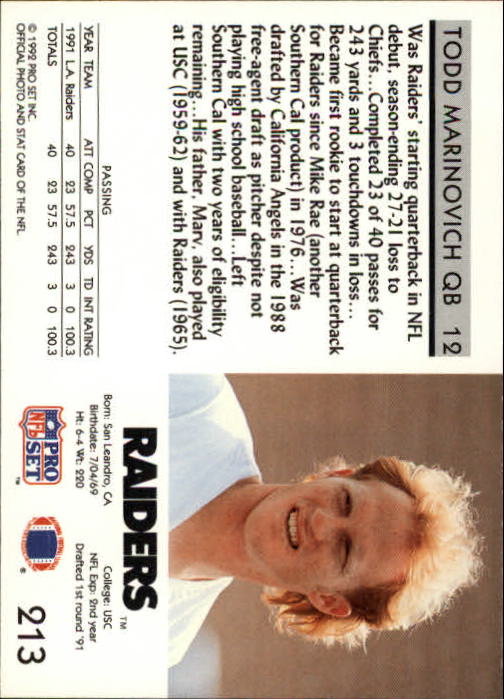 TODD MARINOVICH QB 12
Was Raiders' starting quarterback in NFL
debut, season-ending 27-21 loss to
Chiefs...Completed 23 of 40 passes for
243 yards and 3 touchdowns in loss...
Became first rookie to start at quarterback
for Raiders since Mike Rae (another
Southern Cal product) in 1976...Was
drafted by California Angels in the 1988
free-agent draft as pitcher despite not
playing high school baseball...Left
Southern Cal with two years of eligibility
remaining...His father, Marv, also played
at USC (1959-62) and with Raiders (1965).
PASSING
YEAR TEAM ATT COMP PCT YDS TD INT RATING
1991 L.A. Raiders 40 23 57.5 243 3 0 100.3
TOTALS 40 23 57.5 243 3 0 100.3
© 1992 PRO SET INC.
OFFICIAL PHOTO AND STAT CARD OF THE NFL.
RAIDERS™
Born: San Leandro, CA College: USC
Birthdate: 7/04/69 NFL Exp: 2nd year
Ht: 6-4 Wt: 220 Drafted 1st round '91
PRO
NFL
SET
™
®
213